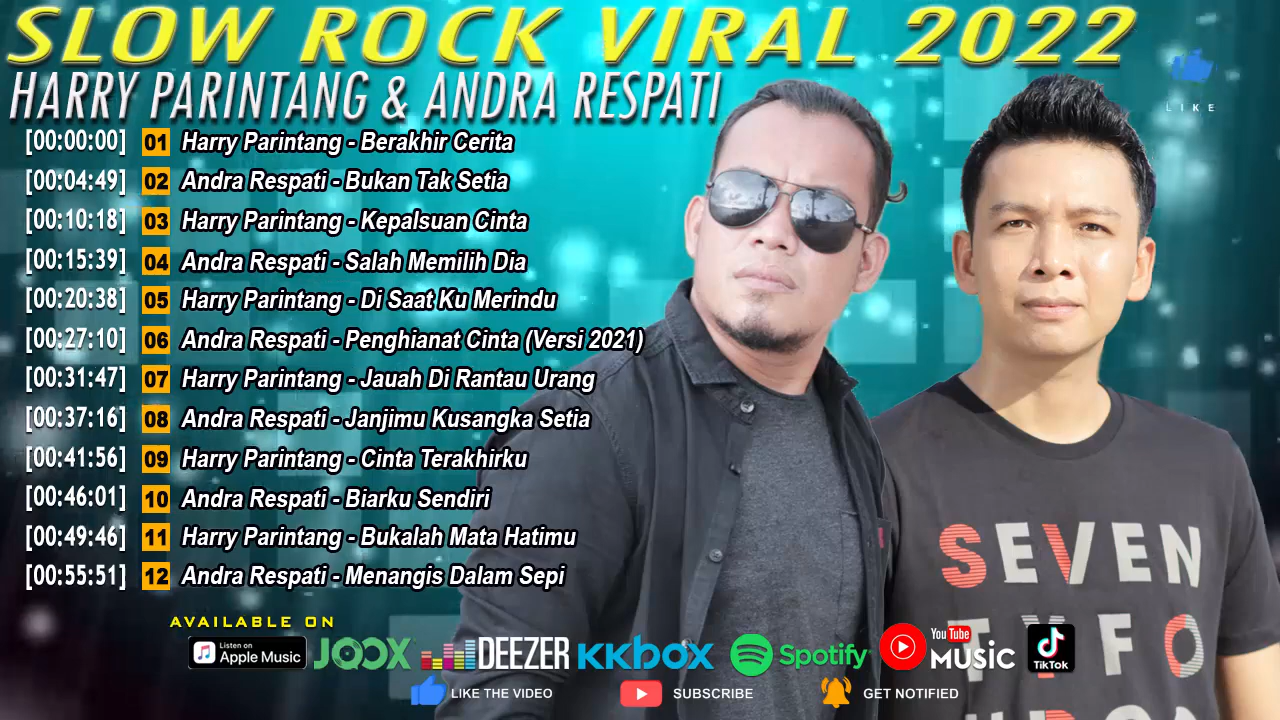 SLOW ROCK VIRAL 2022
HARRY PARINTANG & ANDRA RESPATI
LIKE
[00:00:00] 01 Harry Parintang - Berakhir Cerita
[00:04:49] 02 Andra Respati - Bukan Tak Setia
[00:10:18] 03 Harry Parintang - Kepalsuan Cinta
[00:15:39] 04 Andra Respati - Salah Memilih Dia
[00:20:38] 05 Harry Parintang - Di Saat Ku Merindu
[00:27:10] 06 Andra Respati - Penghianat Cinta (Versi 2021)
[00:31:47] 07 Harry Parintang - Jauah Di Rantau Urang
[00:37:16] 08 Andra Respati - Janjimu Kusangka Setia
[00:41:56] 09 Harry Parintang - Cinta Terakhirku
[00:46:01] 10 Andra Respati - Biarku Sendiri
[00:49:46] 11 Harry Parintang - Bukalah Mata Hatimu
[00:55:51] 12 Andra Respati - Menangis Dalam Sepi
SEVEN
TYFO
AVAILABLE ON
Listen on
Apple Music
JOOX
DEEZER
KKBOX
Spotify
YouTube
MUSIC
TikTok
LIKE THE VIDEO
SUBSCRIBE
GET NOTIFIED